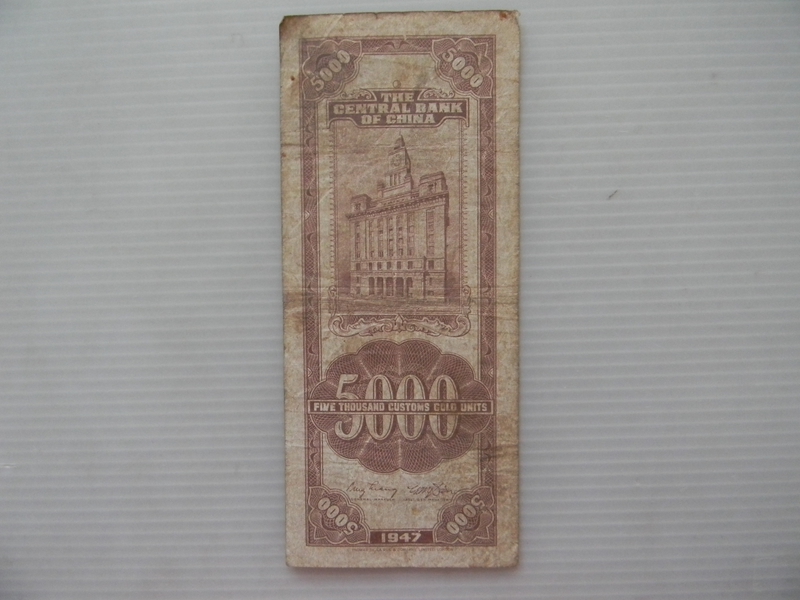 5000 5000
THE
CENTRAL BANK
OF CHINA
5000
FIVE THOUSAND CUSTOMS GOLD UNITS
5000 5000
1947